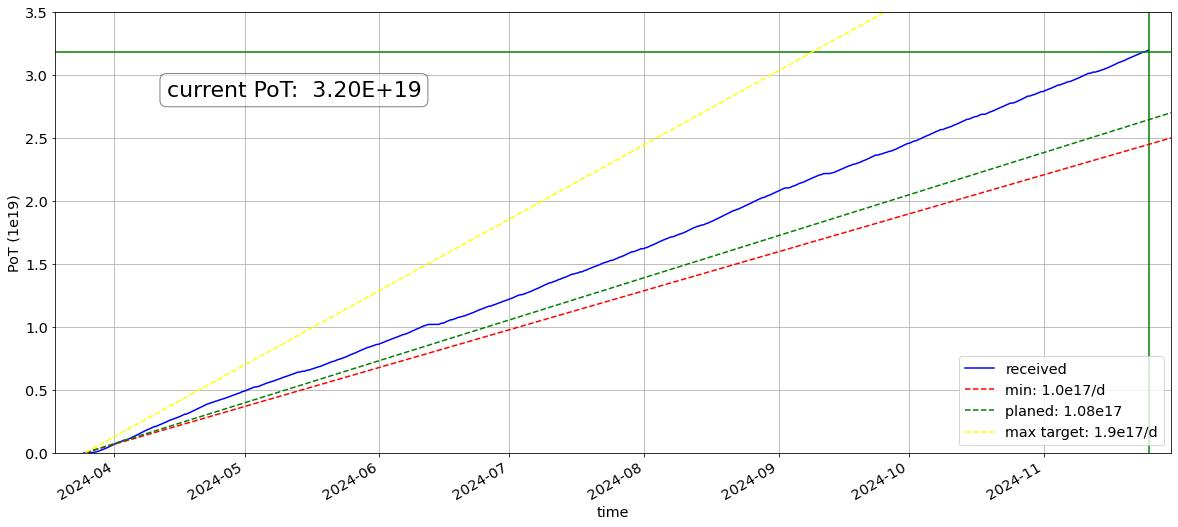 3.5
3.0
2.5
2.0
1.5
1.0
0.5
0.0
PoT (1e19)
current PoT:  3.20E+19
received
min: 1.0e17/d
planed: 1.08e17
max target: 1.9e17/d
2024-04
2024-05
2024-06
2024-07
2024-08
2024-09
2024-10
2024-11
time